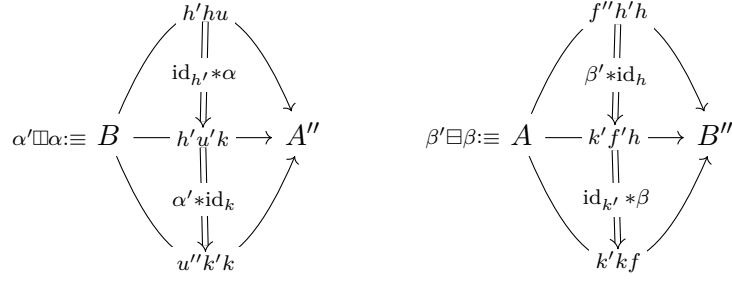 h′hu
id_{h′}∗α
α′◫α:≡ B h′u′k A″
α′∗id_k
u″k′k
f″h′h
β′∗id_h
β′⊟β:≡ A k′f′h B″
id_{k′}∗β
k′kf